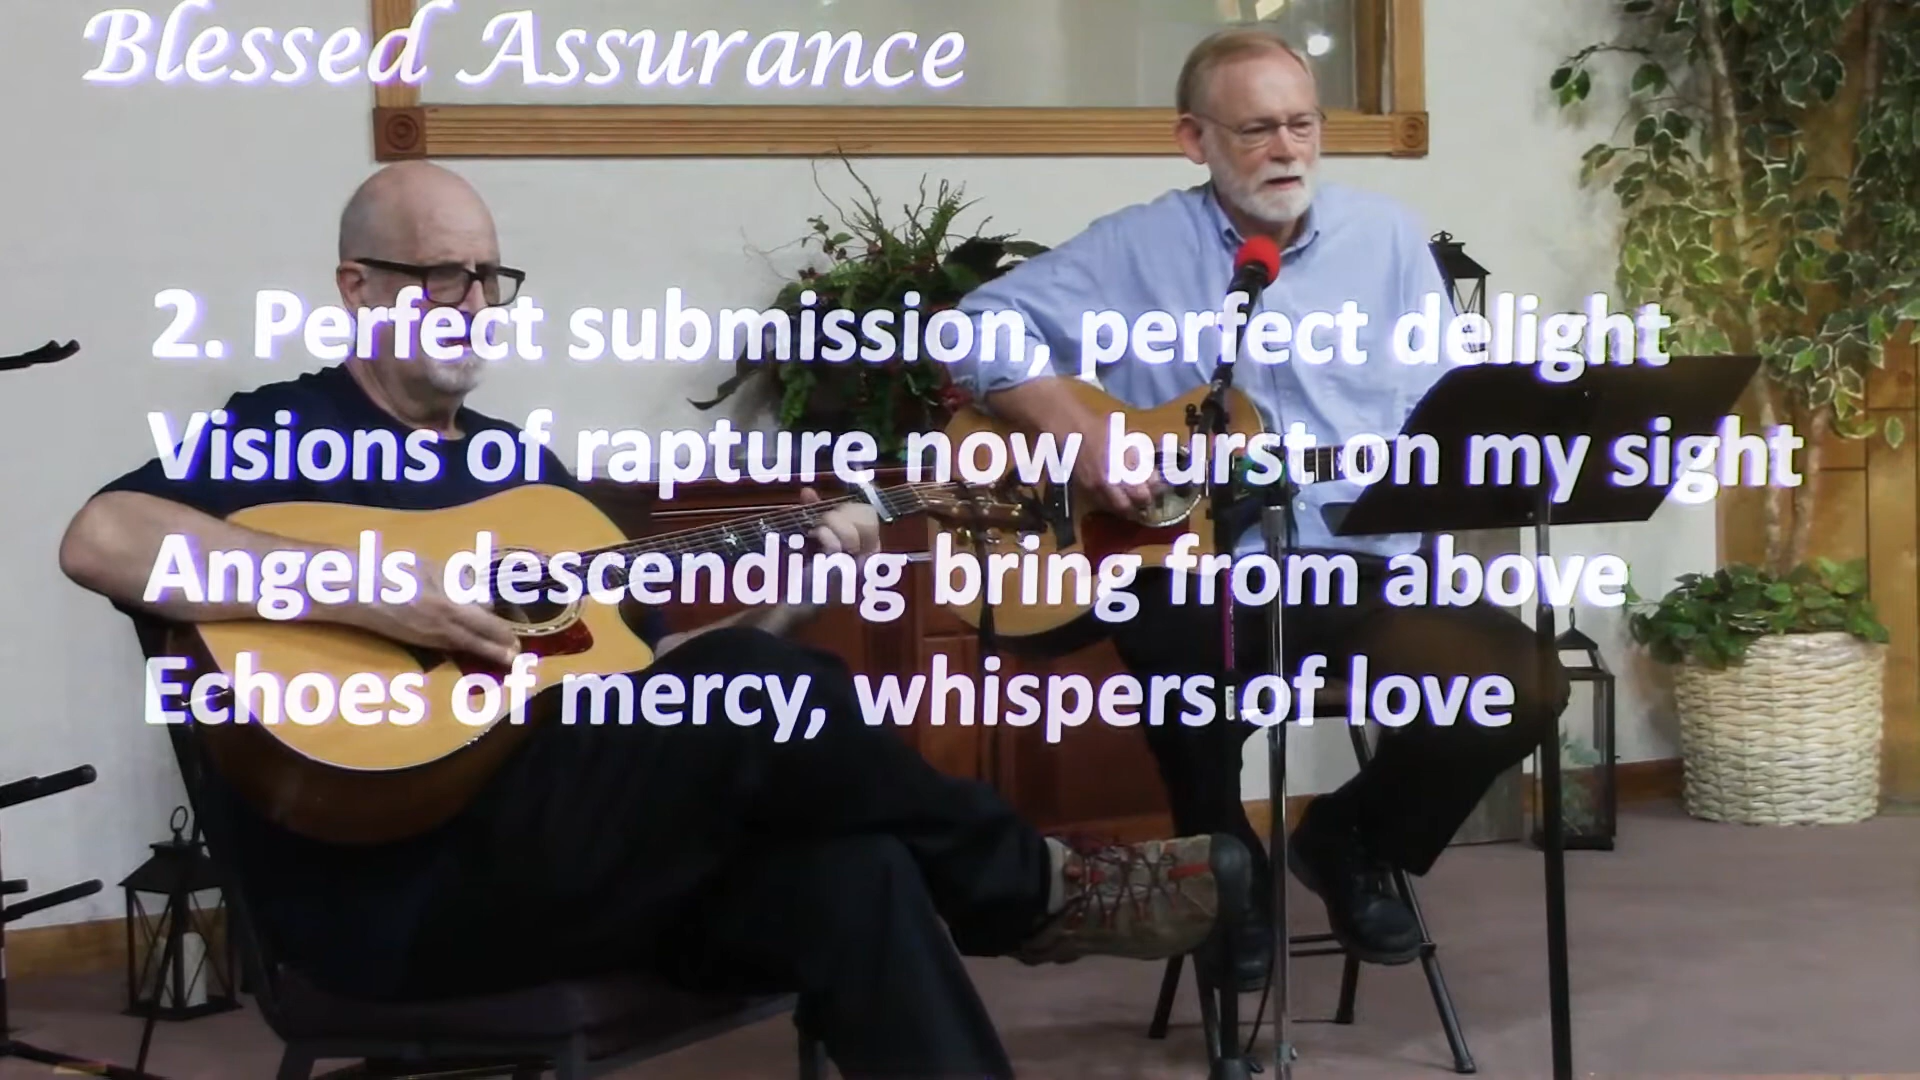 Blessed Assurance
2. Perfect submission, perfect delight
Visions of rapture now burst on my sight
Angels descending bring from above
Echoes of mercy, whispers of love